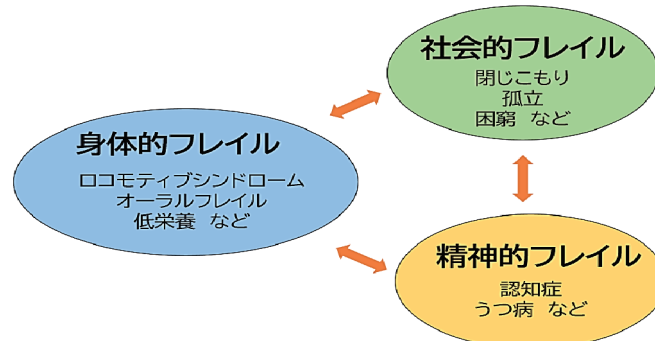 社会的フレイル
閉じこもり
孤立
困窮 など
身体的フレイル
ロコモティブシンドローム
オーラルフレイル
低栄養 など
精神的フレイル
認知症
うつ病 など